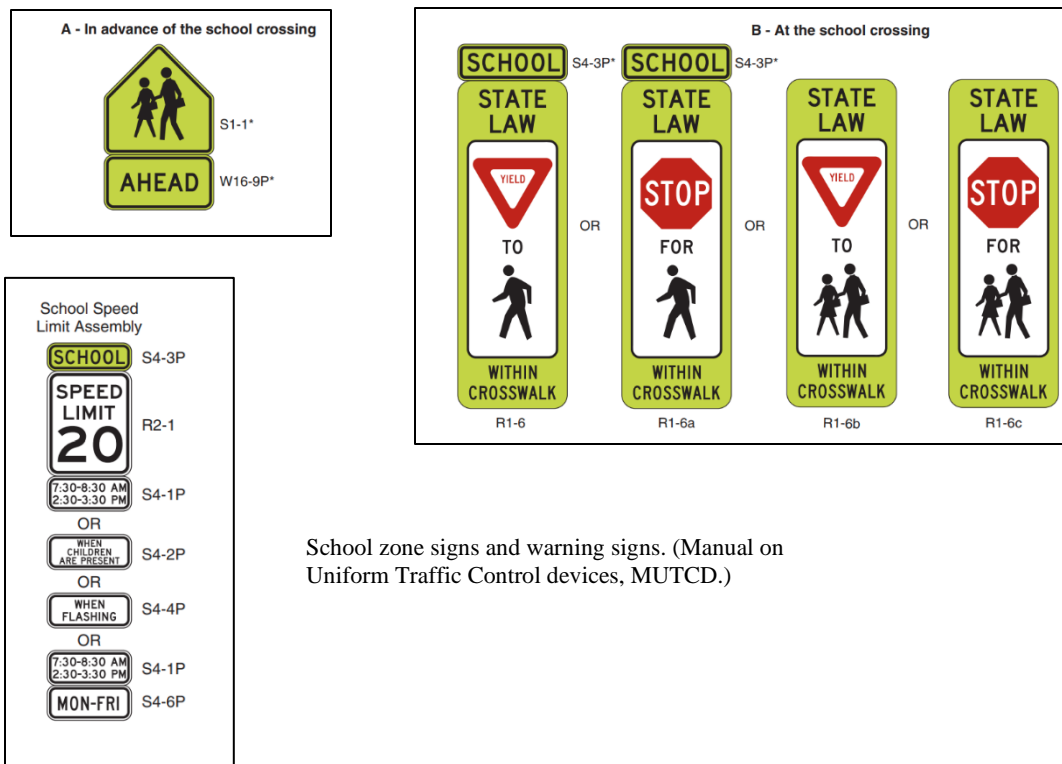 A - In advance of the school crossing
S1-1*
AHEAD
W16-9P*
B - At the school crossing
SCHOOL S4-3P* SCHOOL S4-3P*
STATE LAW
YIELD
TO
WITHIN CROSSWALK
R1-6
OR
STATE LAW
STOP
FOR
WITHIN CROSSWALK
R1-6a
OR
STATE LAW
YIELD
TO
WITHIN CROSSWALK
R1-6b
OR
STATE LAW
STOP
FOR
WITHIN CROSSWALK
R1-6c
School Speed
Limit Assembly
SCHOOL S4-3P
SPEED
LIMIT
20
R2-1
7:30-8:30 AM
2:30-3:30 PM
S4-1P
OR
WHEN
CHILDREN
ARE PRESENT
S4-2P
OR
WHEN
FLASHING
S4-4P
OR
7:30-8:30 AM
2:30-3:30 PM
S4-1P
MON-FRI S4-6P
School zone signs and warning signs. (Manual on
Uniform Traffic Control devices, MUTCD.)